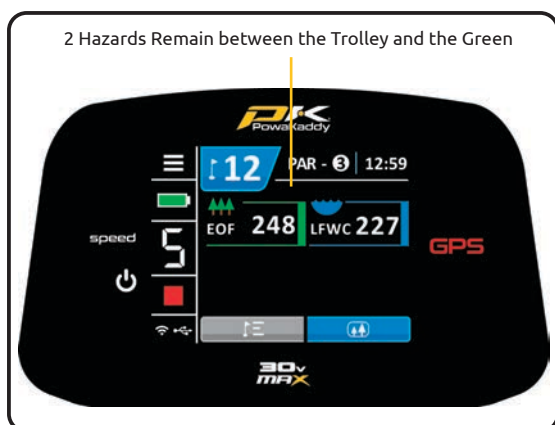 2 Hazards Remain between the Trolley and the Green
PK
PowaKaddy
12 PAR - 3 12:59
EOF 248 LFWC 227
speed
5
GPS
30v
MAX